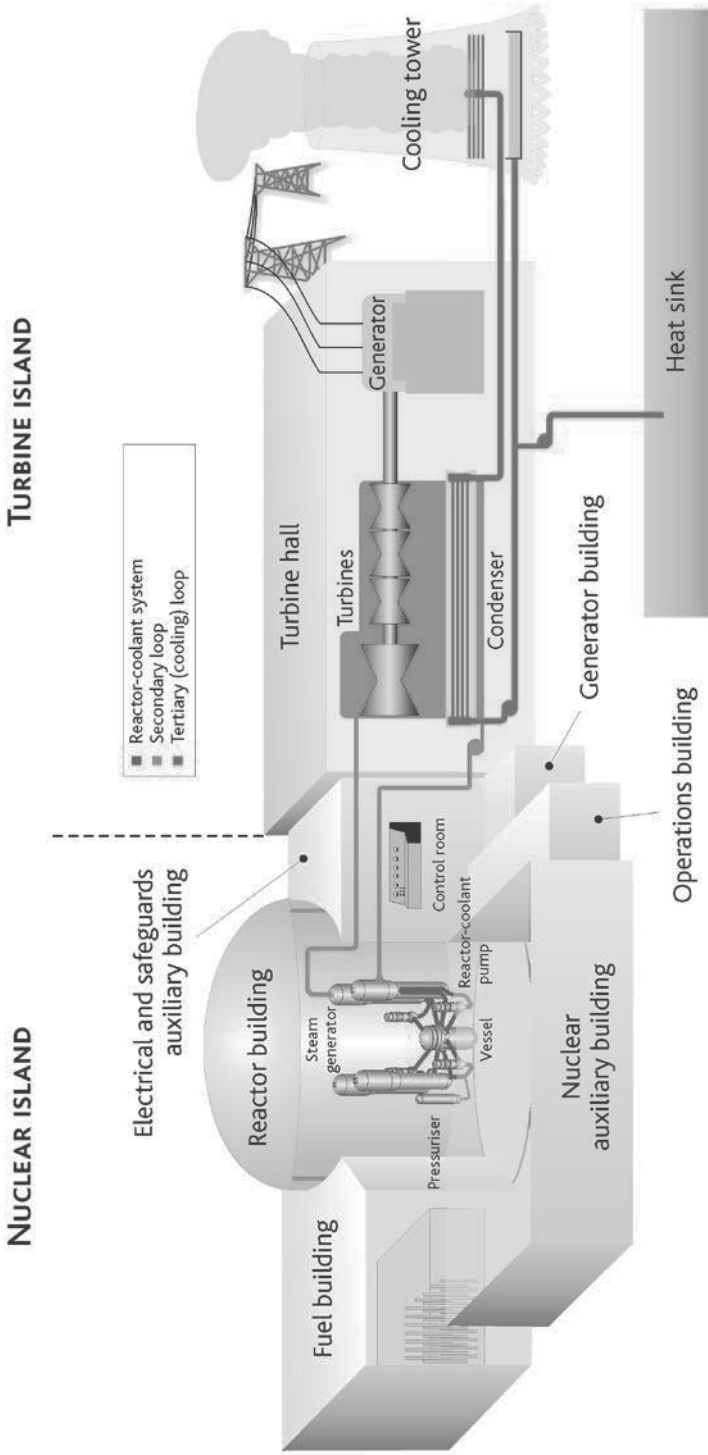 NUCLEAR ISLAND
TURBINE ISLAND
Reactor-coolant system
Secondary loop
Tertiary (cooling) loop
Electrical and safeguards
auxiliary building
Reactor building
Fuel building
Steam
generator
Pressuriser
Vessel
Reactor-coolant
pump
Control room
Nuclear
auxiliary building
Operations building
Generator building
Turbine hall
Turbines
Condenser
Generator
Cooling tower
Heat sink